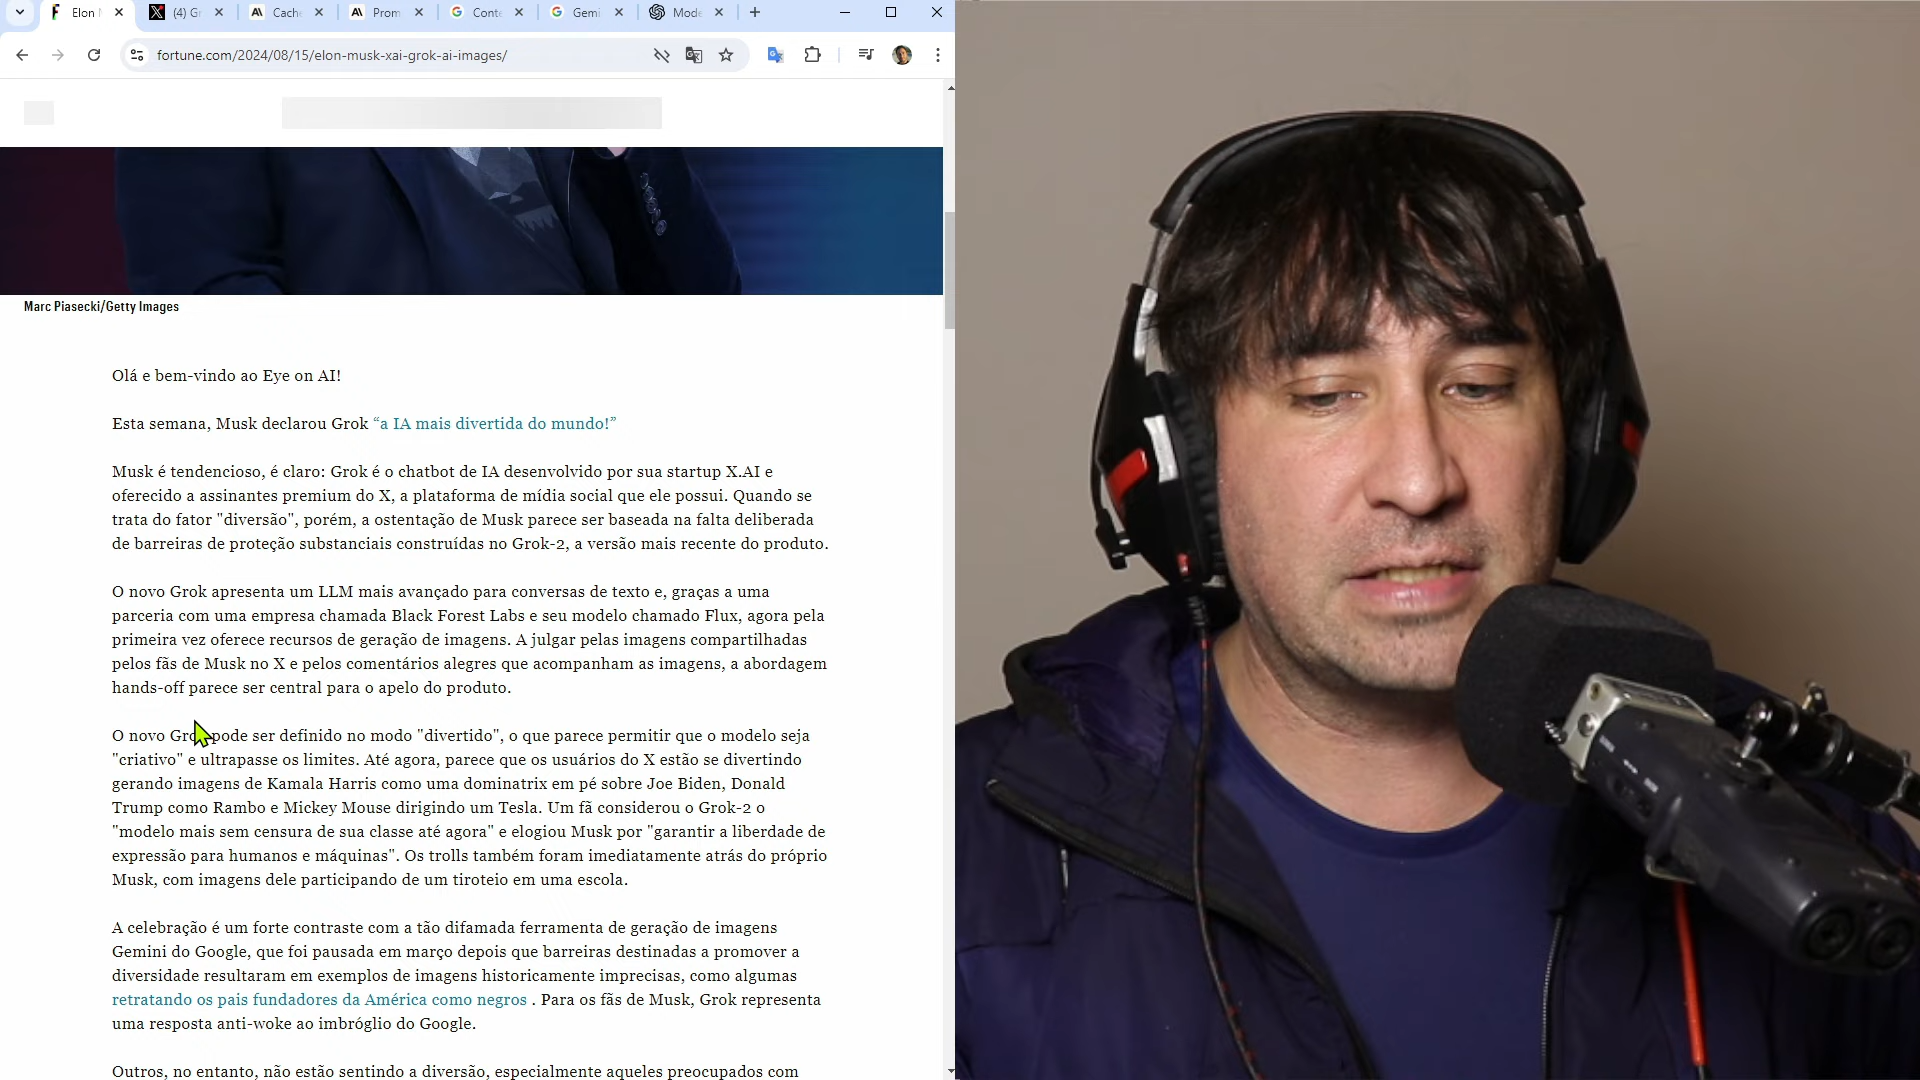 Elon
(4) Gr
Cach
Prom
Conte
Gemi
Mode
fortune.com/2024/08/15/elon-musk-xai-grok-ai-images/
Marc Piasecki/Getty Images
Olá e bem-vindo ao Eye on AI!
Esta semana, Musk declarou Grok “a IA mais divertida do mundo!”
Musk é tendencioso, é claro: Grok é o chatbot de IA desenvolvido por sua startup X.AI e
oferecido a assinantes premium do X, a plataforma de mídia social que ele possui. Quando se
trata do fator "diversão", porém, a ostentação de Musk parece ser baseada na falta deliberada
de barreiras de proteção substanciais construídas no Grok-2, a versão mais recente do produto.
O novo Grok apresenta um LLM mais avançado para conversas de texto e, graças a uma
parceria com uma empresa chamada Black Forest Labs e seu modelo chamado Flux, agora pela
primeira vez oferece recursos de geração de imagens. A julgar pelas imagens compartilhadas
pelos fãs de Musk no X e pelos comentários alegres que acompanham as imagens, a abordagem
hands-off parece ser central para o apelo do produto.
O novo Grok pode ser definido no modo "divertido", o que parece permitir que o modelo seja
"criativo" e ultrapasse os limites. Até agora, parece que os usuários do X estão se divertindo
gerando imagens de Kamala Harris como uma dominatrix em pé sobre Joe Biden, Donald
Trump como Rambo e Mickey Mouse dirigindo um Tesla. Um fã considerou o Grok-2 o
"modelo mais sem censura de sua classe até agora" e elogiou Musk por "garantir a liberdade de
expressão para humanos e máquinas". Os trolls também foram imediatamente atrás do próprio
Musk, com imagens dele participando de um tiroteio em uma escola.
A celebração é um forte contraste com a tão difamada ferramenta de geração de imagens
Gemini do Google, que foi pausada em março depois que barreiras destinadas a promover a
diversidade resultaram em exemplos de imagens historicamente imprecisas, como algumas
retratando os pais fundadores da América como negros . Para os fãs de Musk, Grok representa
uma resposta anti-woke ao imbróglio do Google.
Outros, no entanto, não estão sentindo a diversão, especialmente aqueles preocupados com